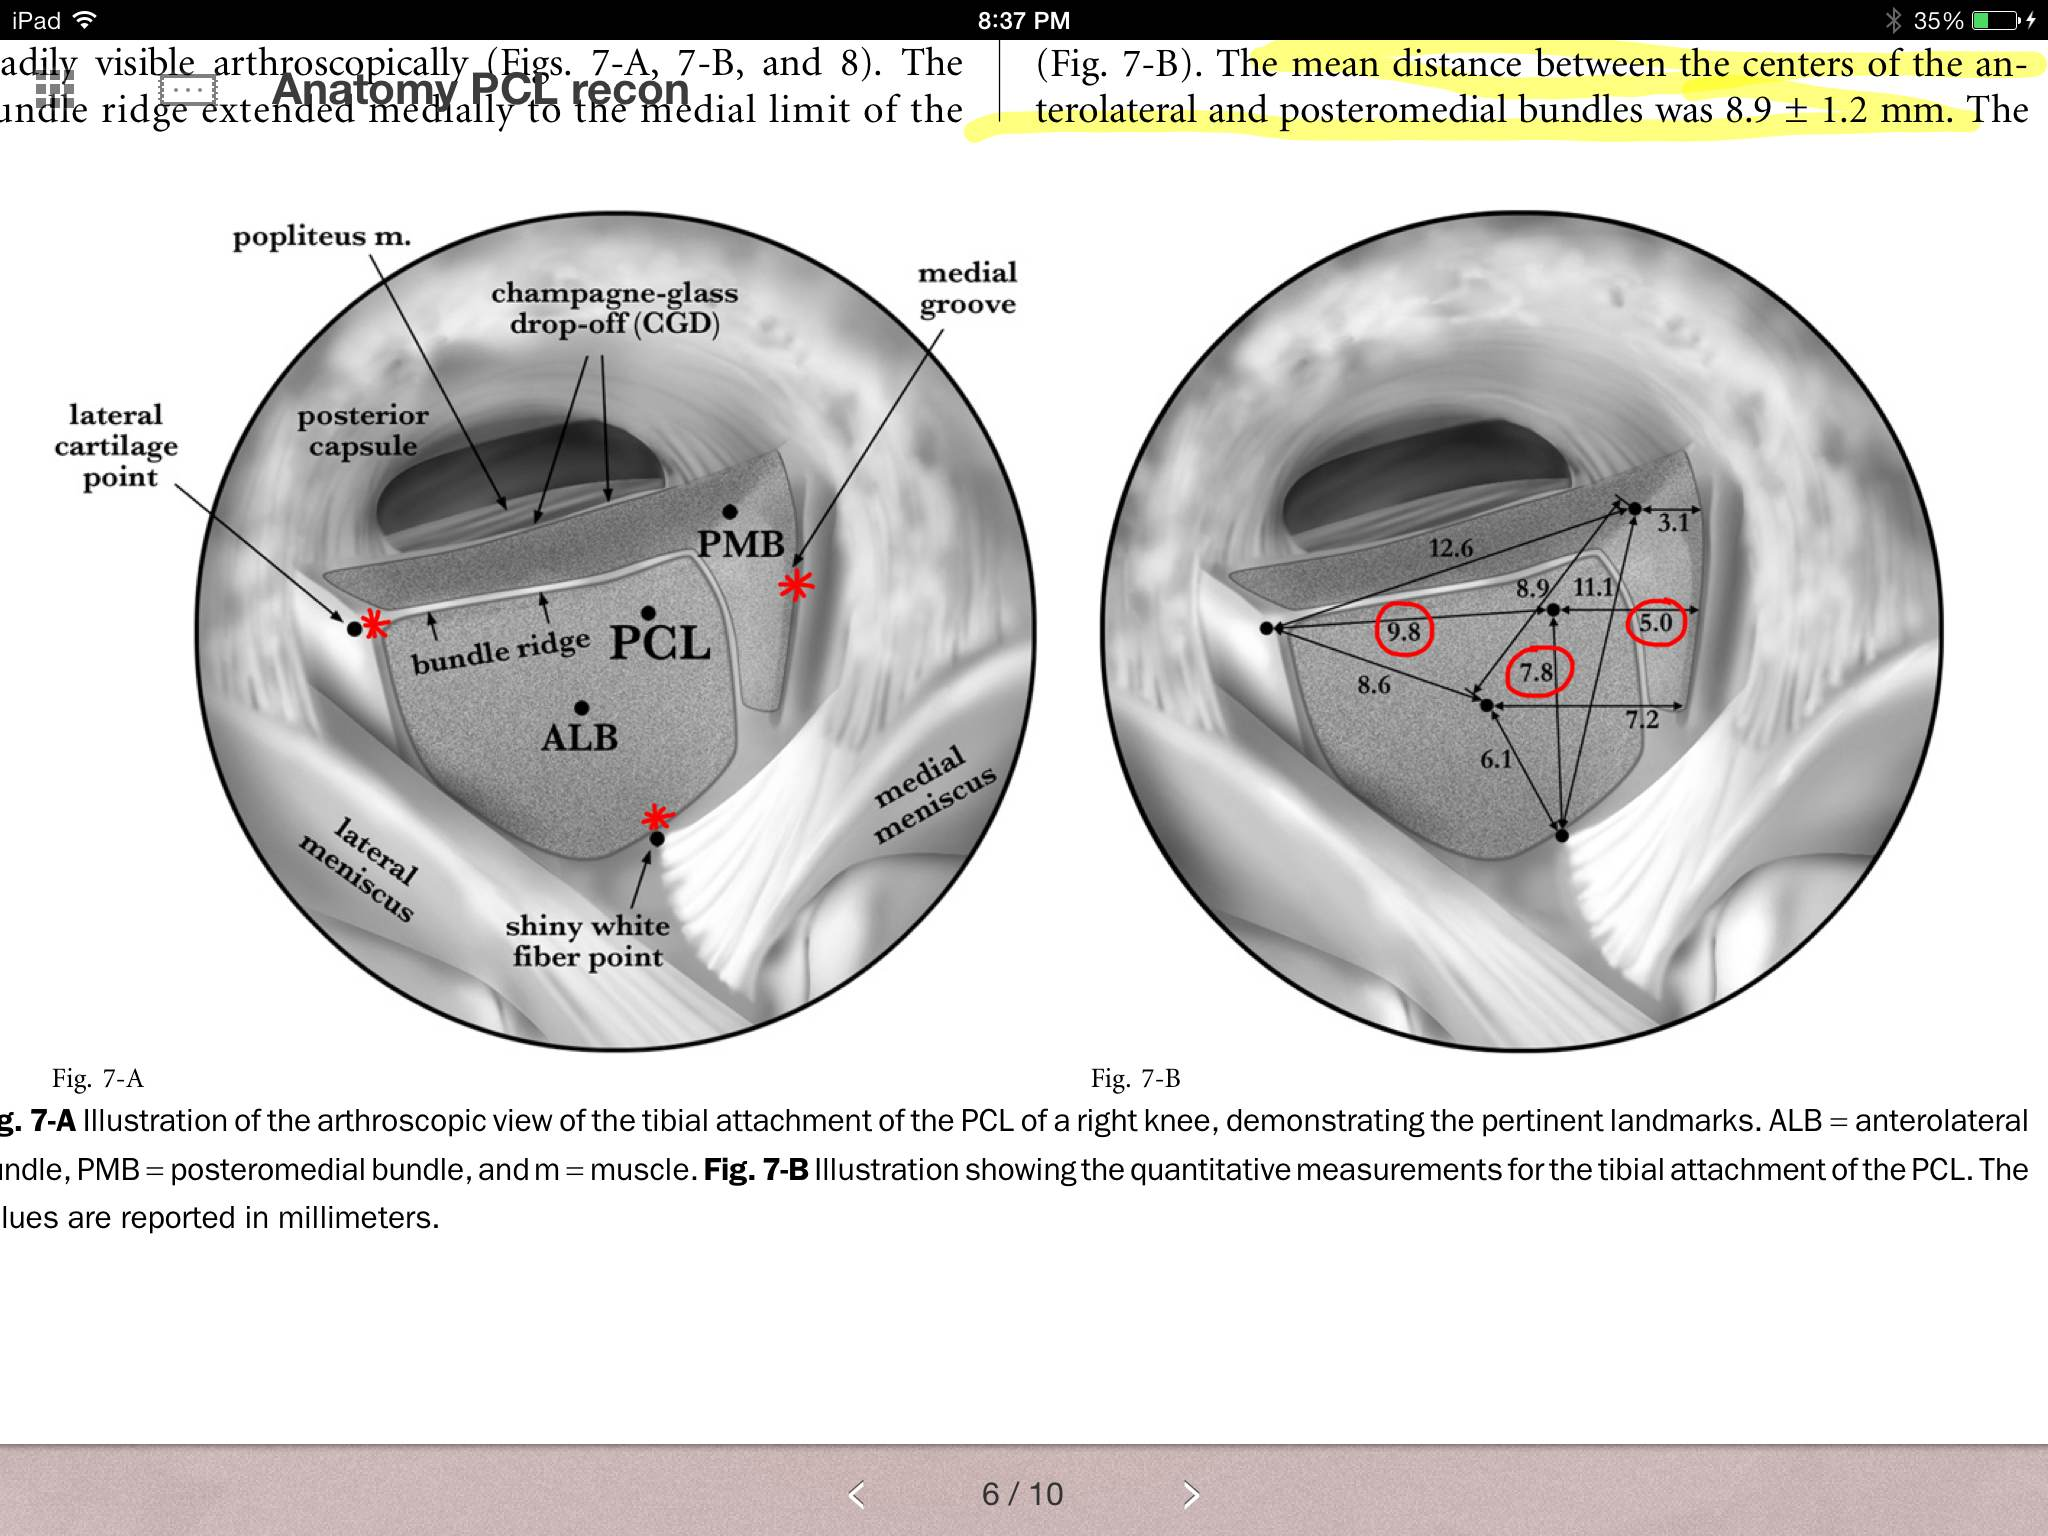 iPad
8:37 PM
35%
adily visible arthroscopically (Figs. 7-A, 7-B, and 8). The
Anatomy PCL recon
undle ridge extended medially to the medial limit of the
(Fig. 7-B). The mean distance between the centers of the an-
terolateral and posteromedial bundles was 8.9 ± 1.2 mm. The
popliteus m.
champagne-glass
drop-off (CGD)
medial
groove
lateral
cartilage
point
posterior
capsule
PMB
bundle ridge
PCL
ALB
lateral
meniscus
medial
meniscus
shiny white
fiber point
3.1
12.6
8.9
11.1
9.8
5.0
7.8
8.6
7.2
6.1
Fig. 7-A
Fig. 7-B
g. 7-A Illustration of the arthroscopic view of the tibial attachment of the PCL of a right knee, demonstrating the pertinent landmarks. ALB = anterolateral
undle, PMB = posteromedial bundle, and m = muscle. Fig. 7-B Illustration showing the quantitative measurements for the tibial attachment of the PCL. The
lues are reported in millimeters.
6 / 10